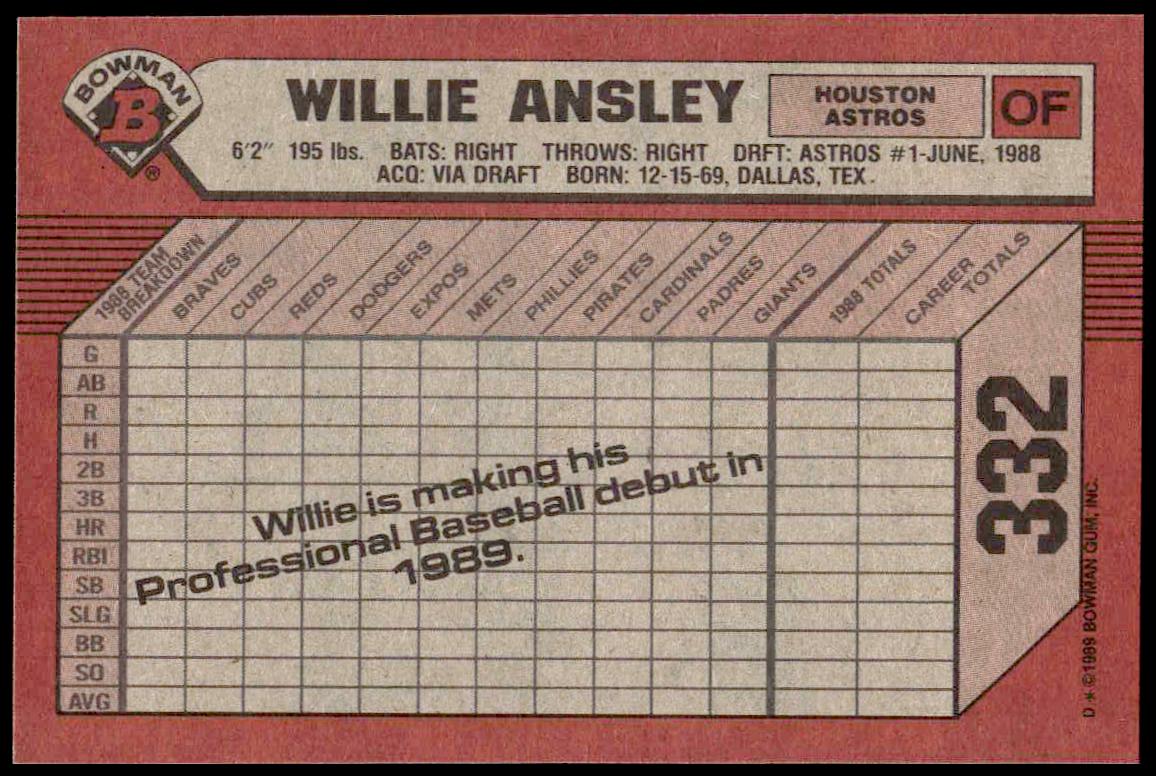 BOWMAN
B
®
WILLIE ANSLEY
HOUSTON
ASTROS
OF
6'2" 195 lbs. BATS: RIGHT THROWS: RIGHT DRFT: ASTROS #1-JUNE, 1988
ACQ: VIA DRAFT BORN: 12-15-69, DALLAS, TEX.
1988 TEAM
BREAKDOWN
BRAVES
CUBS
REDS
DODGERS
EXPOS
METS
PHILLIES
PIRATES
CARDINALS
PADRES
GIANTS
1988 TOTALS
CAREER
TOTALS
G
AB
R
H
2B
3B
HR
RBI
SB
SLG
BB
SO
AVG
Willie is making his
Professional Baseball debut in
1989.
332
D * ©1989 BOWMAN GUM, INC.